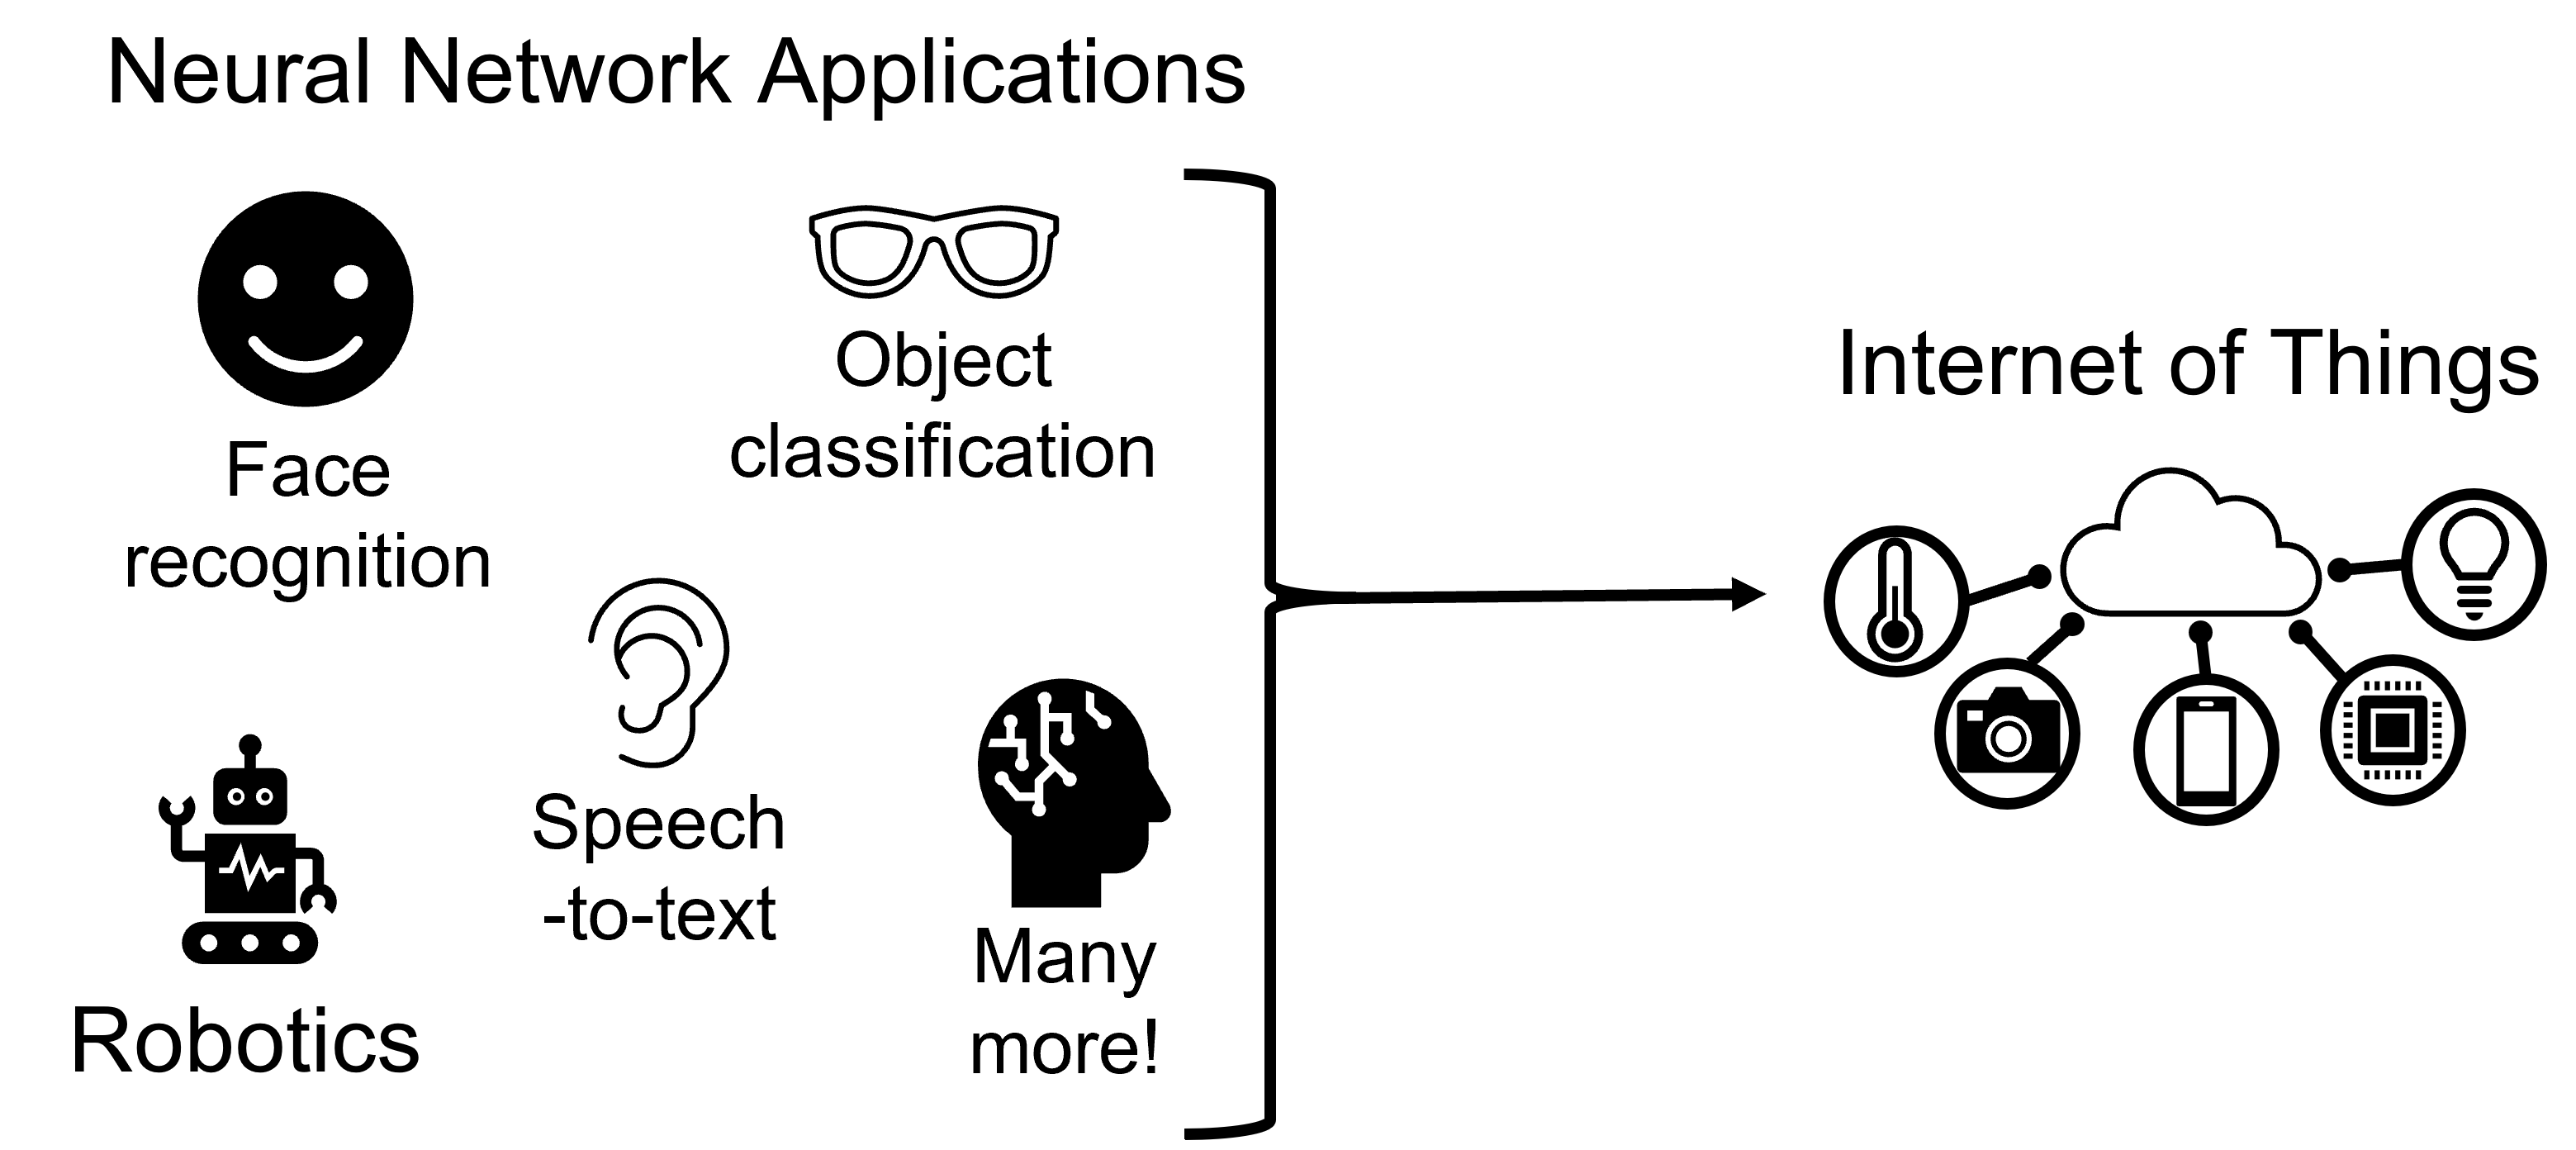 Neural Network Applications
Face
recognition
Object
classification
Speech
-to-text
Robotics
Many
more!
Internet of Things